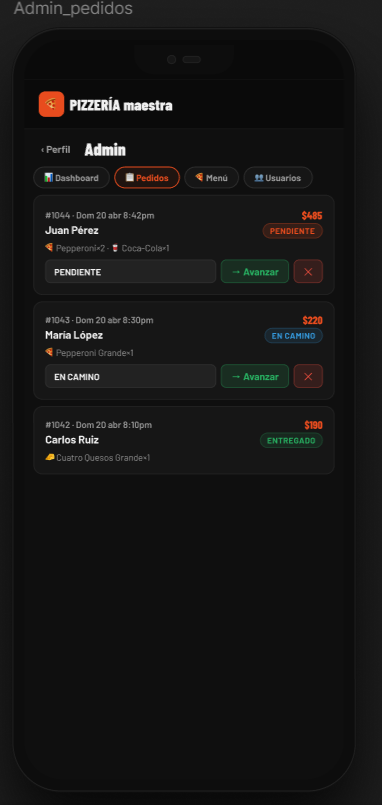 Admin_pedidos
PIZZERÍA maestra
‹ Perfil Admin
Dashboard Pedidos Menú Usuarios
#1044 · Dom 20 abr 8:42pm $485
Juan Pérez PENDIENTE
Pepperoni×2 · Coca-Cola×1
PENDIENTE → Avanzar ×
#1043 · Dom 20 abr 8:30pm $220
María López EN CAMINO
Pepperoni Grande×1
EN CAMINO → Avanzar ×
#1042 · Dom 20 abr 8:10pm $190
Carlos Ruiz ENTREGADO
Cuatro Quesos Grande×1